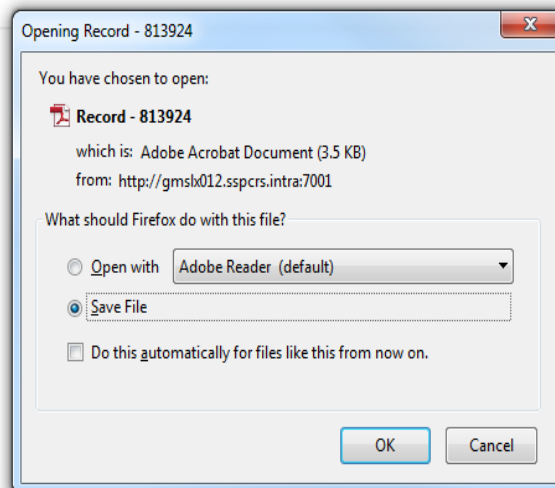 Opening Record - 813924
X
You have chosen to open:
Record - 813924
which is: Adobe Acrobat Document (3.5 KB)
from: http://gmslx012.sspcrs.intra:7001
What should Firefox do with this file?
Open with Adobe Reader (default)
Save File
Do this automatically for files like this from now on.
OK Cancel